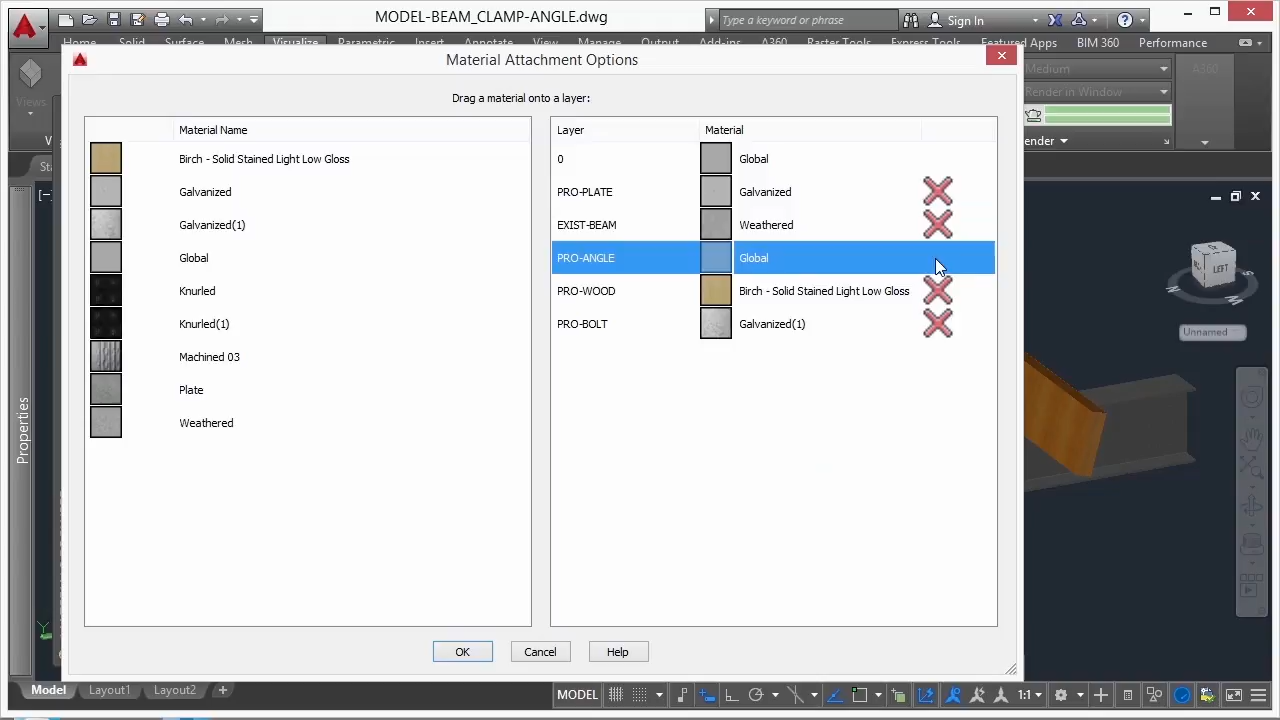 MODEL-BEAM_CLAMP-ANGLE.dwg
Type a keyword or phrase
Sign In
Home Solid Surface Mesh Visualize Parametric Insert Annotate View Manage Output Add-ins A360 Raster Tools Express Tools Featured Apps BIM 360 Performance
Material Attachment Options
Medium
A360
Render in Window
Views
Drag a material onto a layer:
Material Name
Layer Material
Birch - Solid Stained Light Low Gloss
0 Global
Galvanized
PRO-PLATE Galvanized
Galvanized(1)
EXIST-BEAM Weathered
Global
PRO-ANGLE Global
Knurled
PRO-WOOD Birch - Solid Stained Light Low Gloss
Knurled(1)
PRO-BOLT Galvanized(1)
Machined 03
Plate
Weathered
LEFT
Unnamed
Properties
OK Cancel Help
Model Layout1 Layout2 +
MODEL
1:1